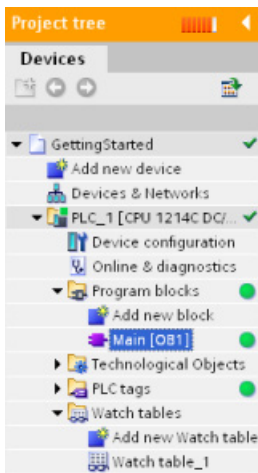 Project tree
Devices
GettingStarted
Add new device
Devices & Networks
PLC_1 [CPU 1214C DC/...
Device configuration
Online & diagnostics
Program blocks
Add new block
Main [OB1]
Technological Objects
PLC tags
Watch tables
Add new Watch table
Watch table_1